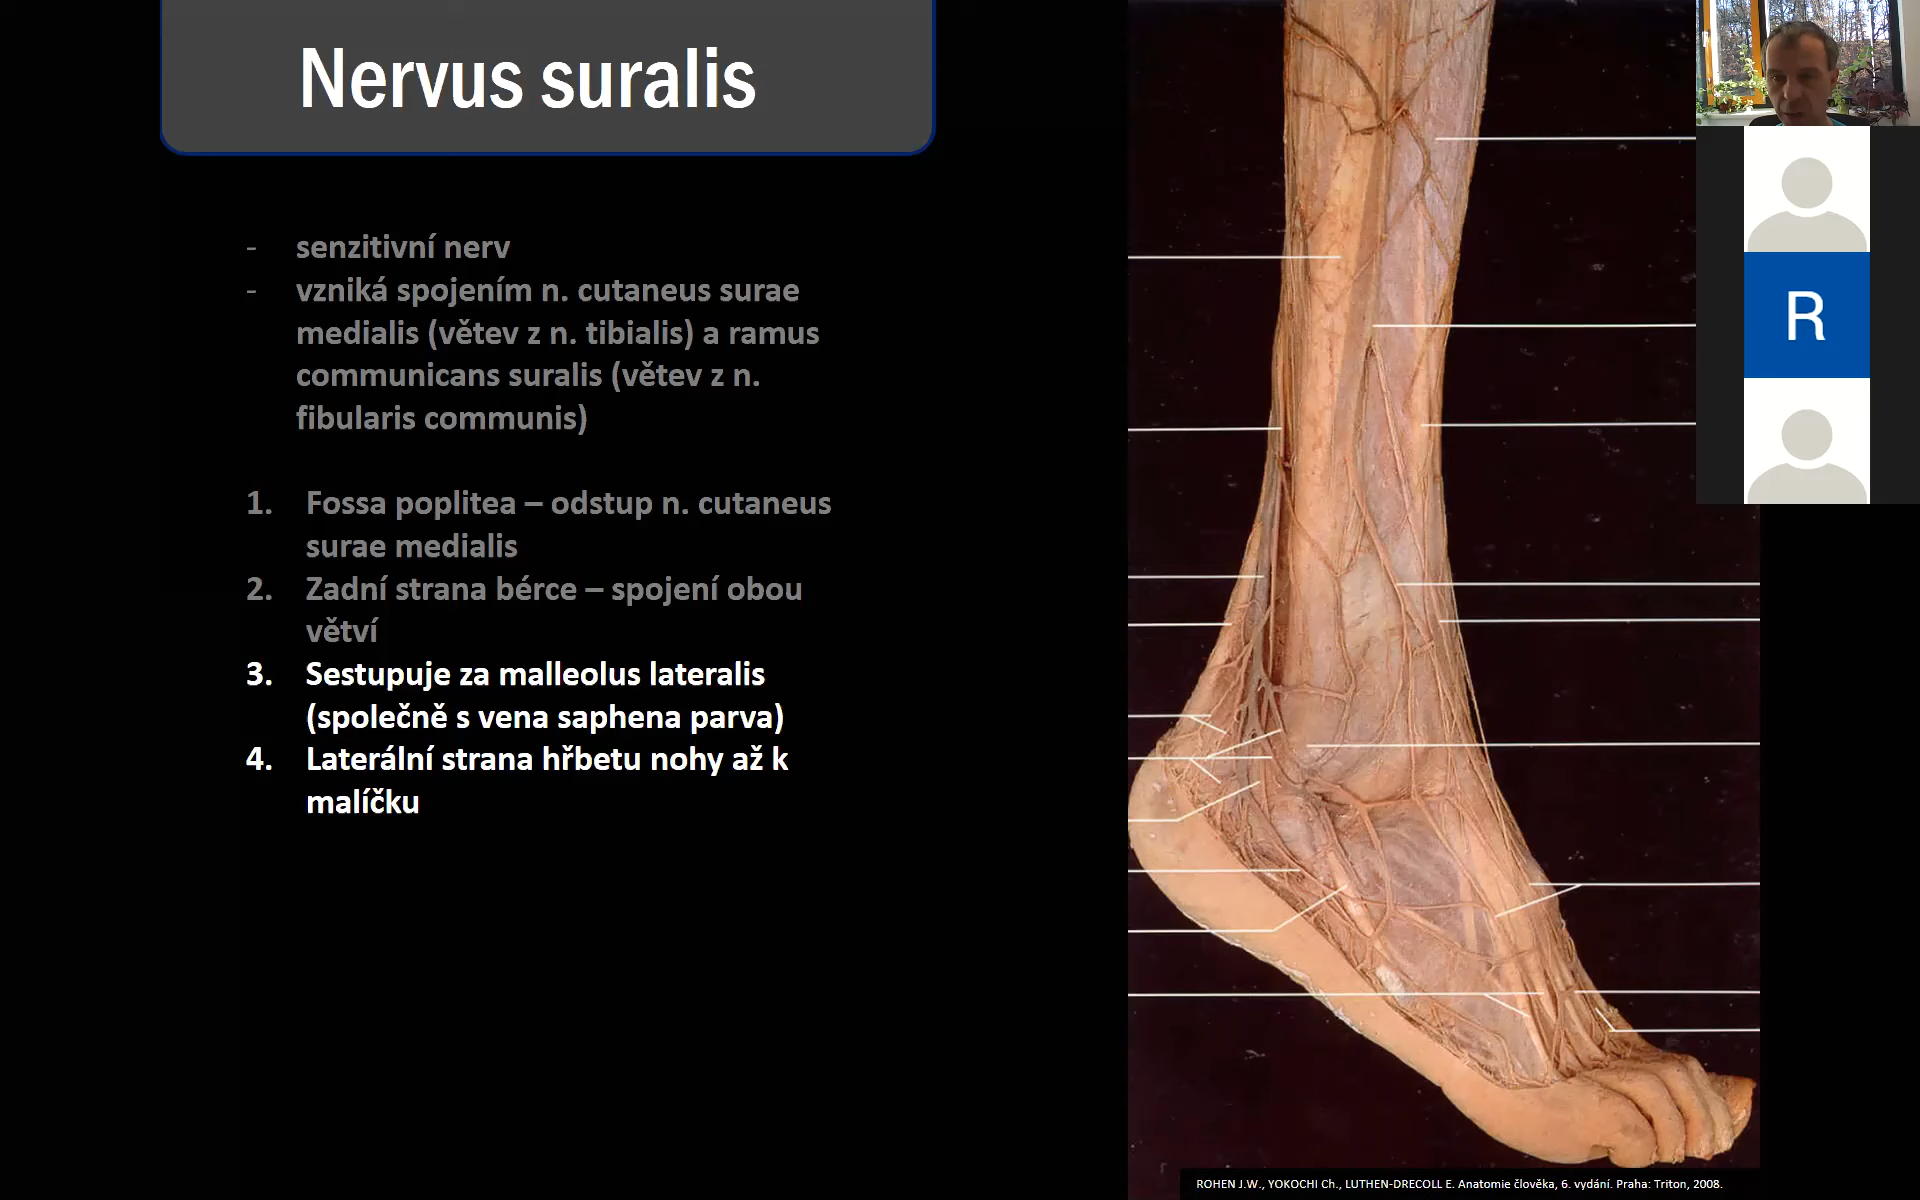 Nervus suralis
- senzitivní nerv
- vzniká spojením n. cutaneus surae
medialis (větev z n. tibialis) a ramus
communicans suralis (větev z n.
fibularis communis)
1. Fossa poplitea – odstup n. cutaneus
surae medialis
2. Zadní strana bérce – spojení obou
větví
3. Sestupuje za malleolus lateralis
(společně s vena saphena parva)
4. Laterální strana hřbetu nohy až k
malíčku
R
ROHEN J.W., YOKOCHI Ch., LUTHEN-DRECOLL E. Anatomie člověka, 6. vydání. Praha: Triton, 2008.